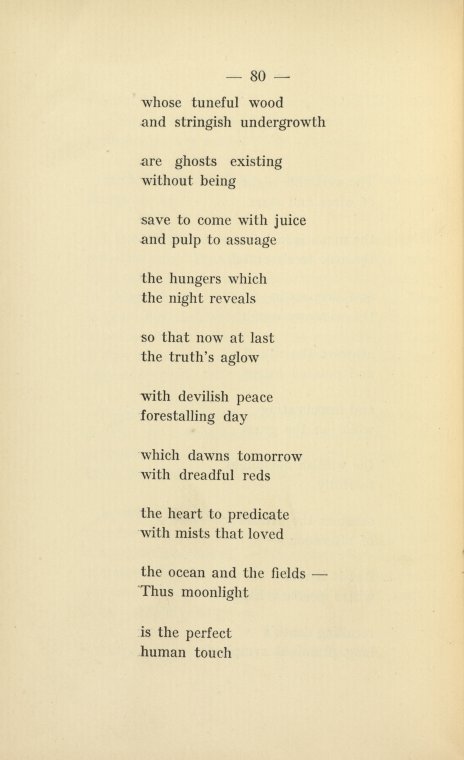 — 80 —
whose tuneful wood
and stringish undergrowth
are ghosts existing
without being
save to come with juice
and pulp to assuage
the hungers which
the night reveals
so that now at last
the truth's aglow
with devilish peace
forestalling day
which dawns tomorrow
with dreadful reds
the heart to predicate
with mists that loved
the ocean and the fields —
Thus moonlight
is the perfect
human touch